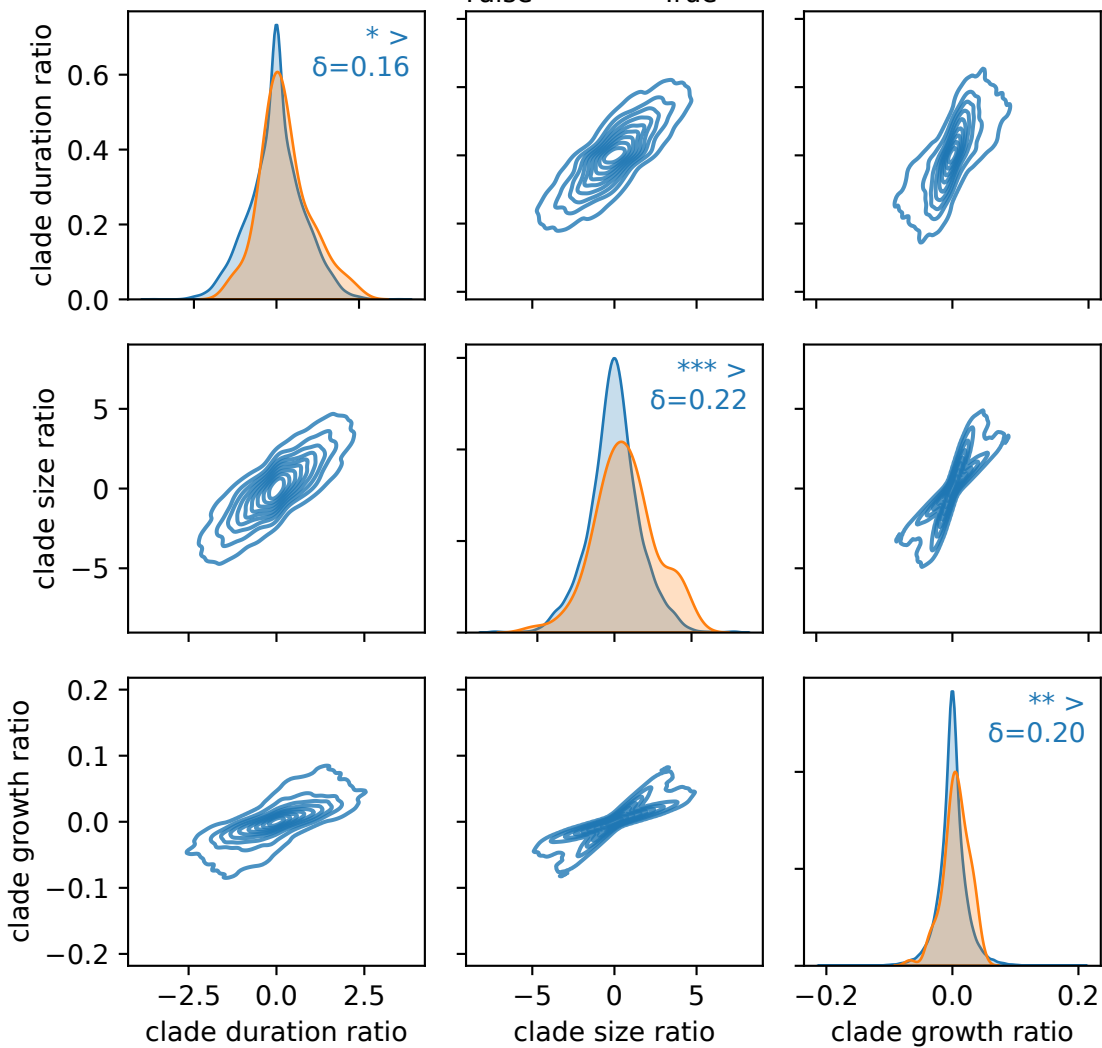 clade duration ratio
0.6
0.4
0.2
0.0
* >
δ=0.16
clade size ratio
5
0
−5
*** >
δ=0.22
clade growth ratio
0.2
0.1
0.0
−0.1
−0.2
** >
δ=0.20
−2.5 0.0 2.5
−5 0 5
−0.2 0.0 0.2
clade duration ratio
clade size ratio
clade growth ratio